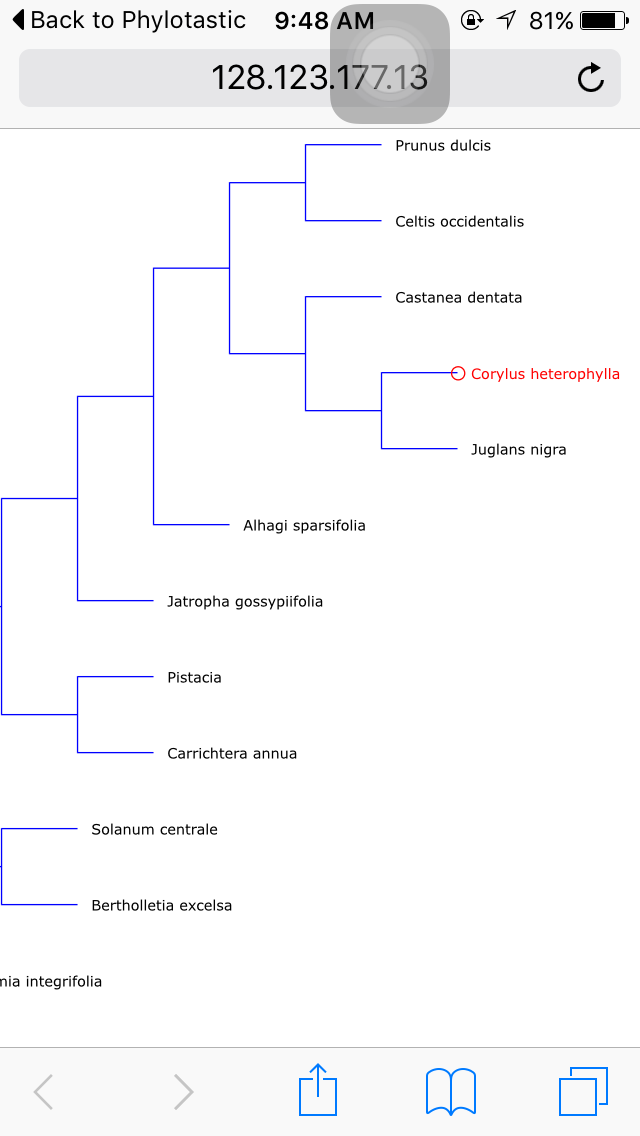 Back to Phylotastic 9:48 AM 81%
128.123.177.13
Prunus dulcis
Celtis occidentalis
Castanea dentata
Corylus heterophylla
Juglans nigra
Alhagi sparsifolia
Jatropha gossypiifolia
Pistacia
Carrichtera annua
Solanum centrale
Bertholletia excelsa
mia integrifolia